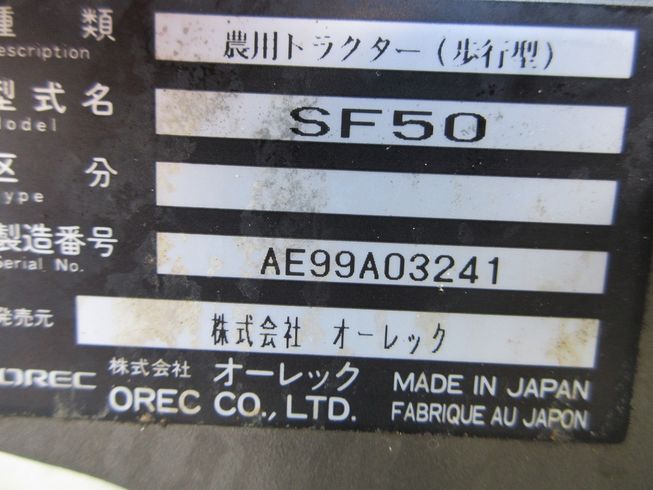 種類 農用トラクター(歩行型)
escription
型式名 SF50
Model
区分
ype
製造番号 AE99A03241
Serial No.
発売元 株式会社 オーレック
OREC 株式会社 オーレック MADE IN JAPAN
OREC CO., LTD. FABRIQUE AU JAPON